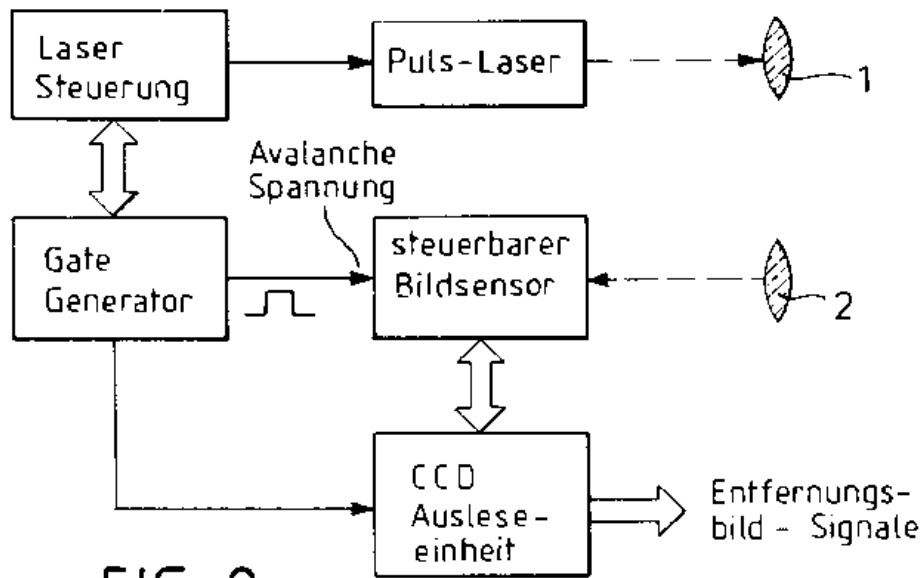 Laser
Steuerung
Puls-Laser
1
Avalanche
Spannung
Gate
Generator
steuerbarer
Bildsensor
2
CCD
Auslese-
einheit
Entfernungs-
bild - Signale